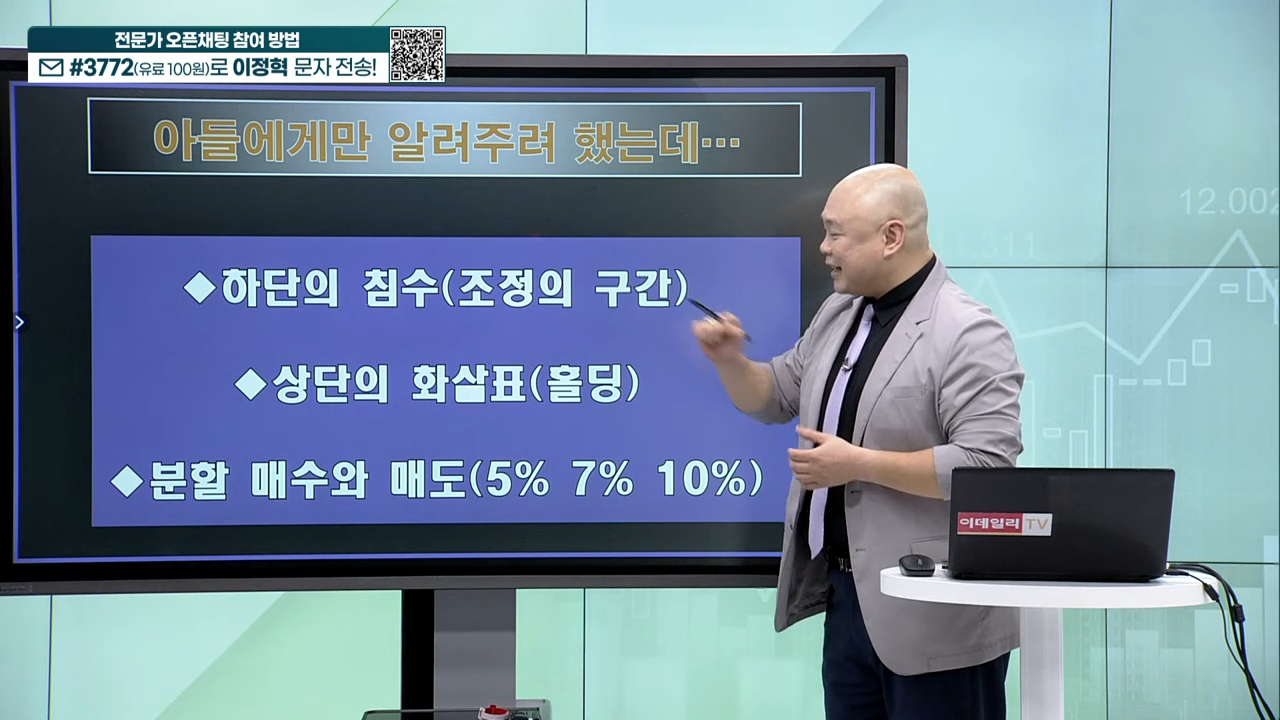 전문가 오픈채팅 참여 방법
#3772(유료 100원)로 이정혁 문자 전송!
아들에게만 알려주려 했는데…
◆하단의 침수(조정의 구간)
◆상단의 화살표(홀딩)
◆분할 매수와 매도(5% 7% 10%)
12.002
1.311
이데일리TV